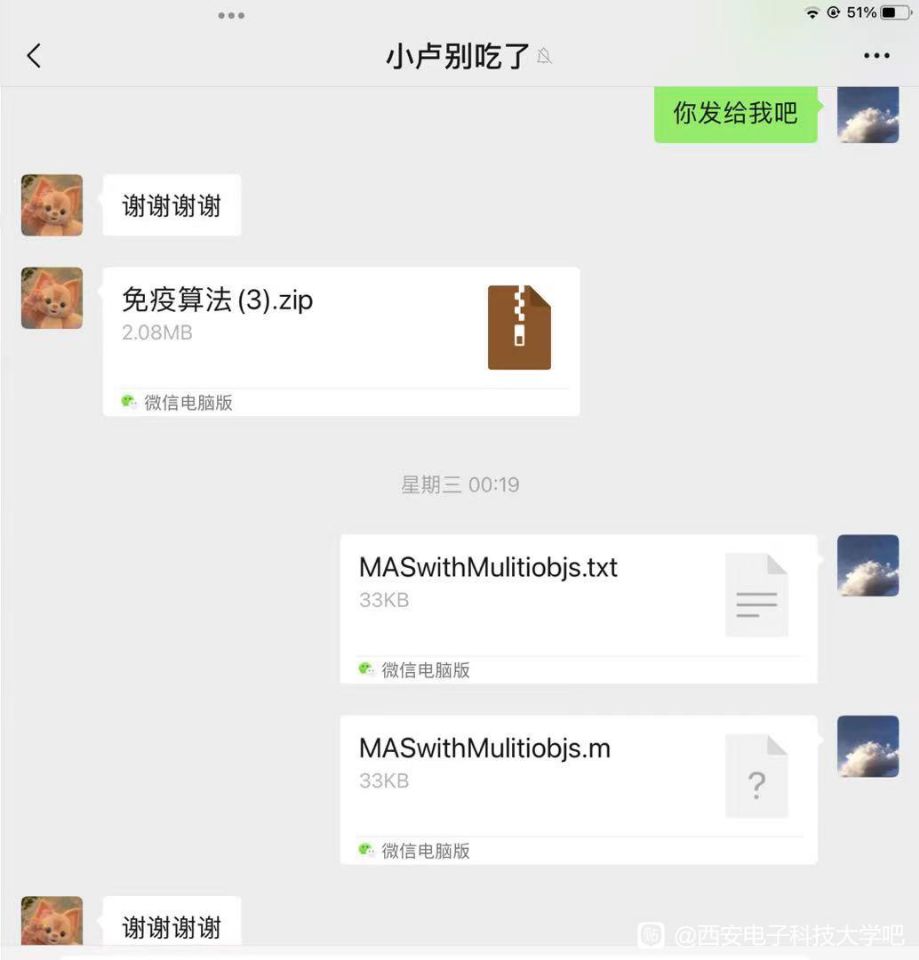 51%
小卢别吃了
你发给我吧
谢谢谢谢
免疫算法(3).zip
2.08MB
微信电脑版
星期三 00:19
MASwithMulitiobjs.txt
33KB
微信电脑版
MASwithMulitiobjs.m
33KB
微信电脑版
谢谢谢谢
贴 @西安电子科技大学吧